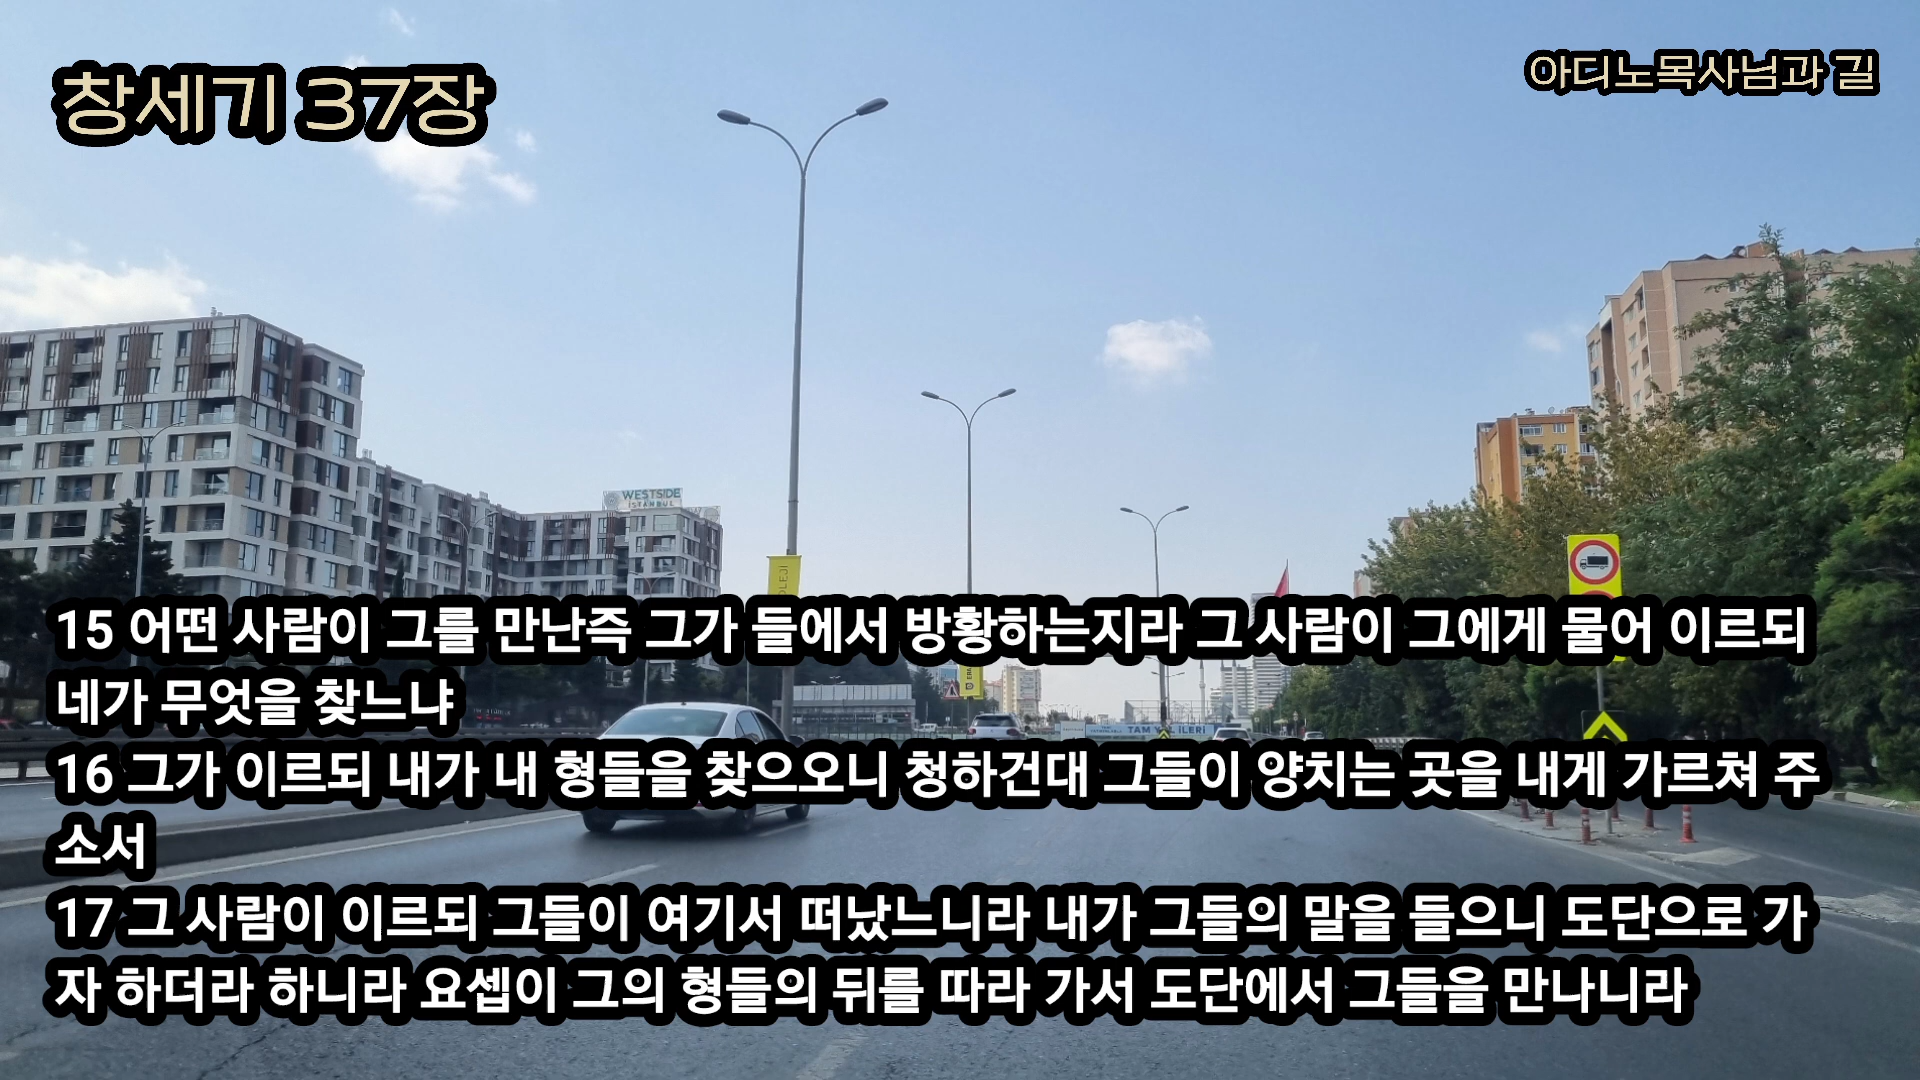 창세기 37장
아디노목사님과 길
WESTSIDE
ISTANBUL
OLEJİ
15 어떤 사람이 그를 만난즉 그가 들에서 방황하는지라 그 사람이 그에게 물어 이르되
네가 무엇을 찾느냐
16 그가 이르되 내가 내 형들을 찾으오니 청하건대 그들이 양치는 곳을 내게 가르쳐 주
소서
17 그 사람이 이르되 그들이 여기서 떠났느니라 내가 그들의 말을 들으니 도단으로 가
자 하더라 하니라 요셉이 그의 형들의 뒤를 따라 가서 도단에서 그들을 만나니라